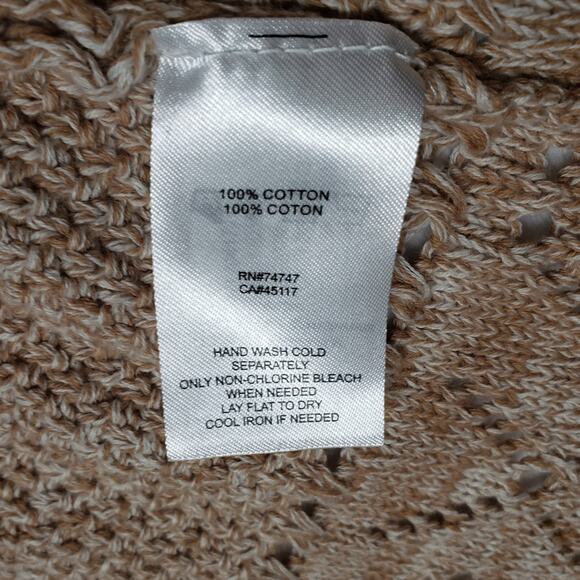 100% COTTON
100% COTON
RN#74747
CA#45117
HAND WASH COLD
SEPARATELY
ONLY NON-CHLORINE BLEACH
WHEN NEEDED
LAY FLAT TO DRY
COOL IRON IF NEEDED